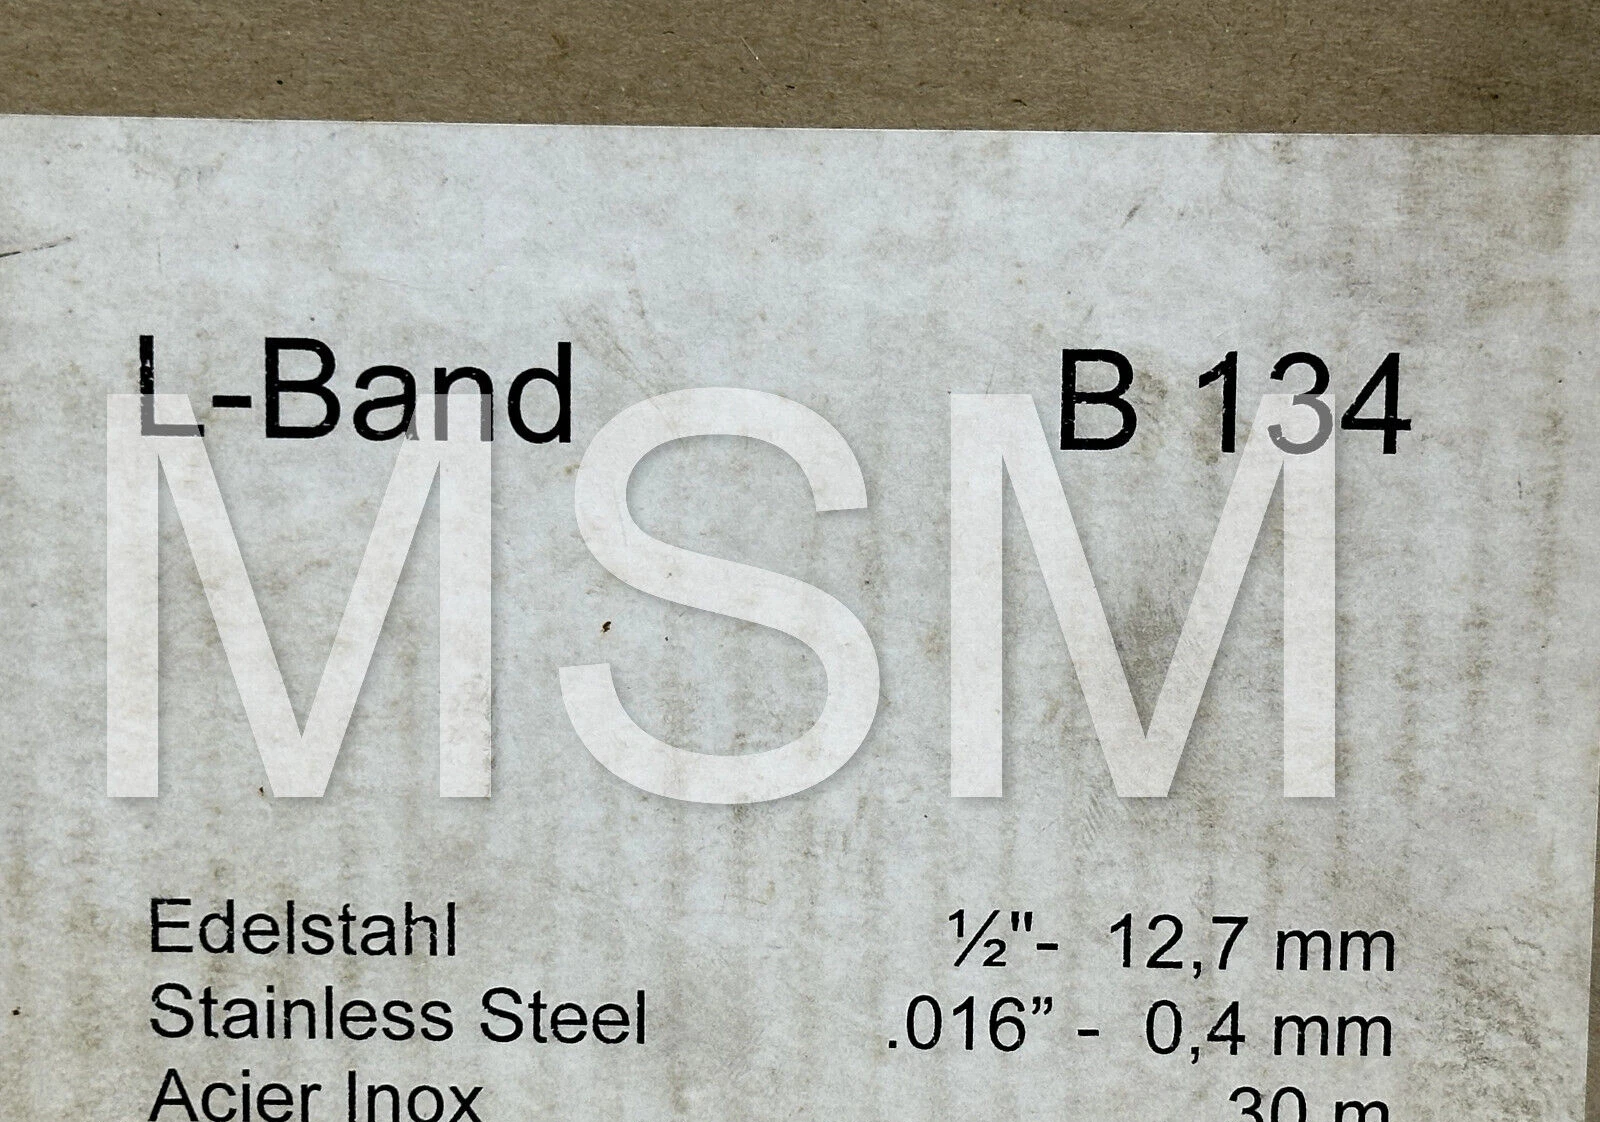 L-Band B 134
MSM
Edelstahl ½"- 12,7 mm
Stainless Steel .016” - 0,4 mm
Acier Inox 30 m